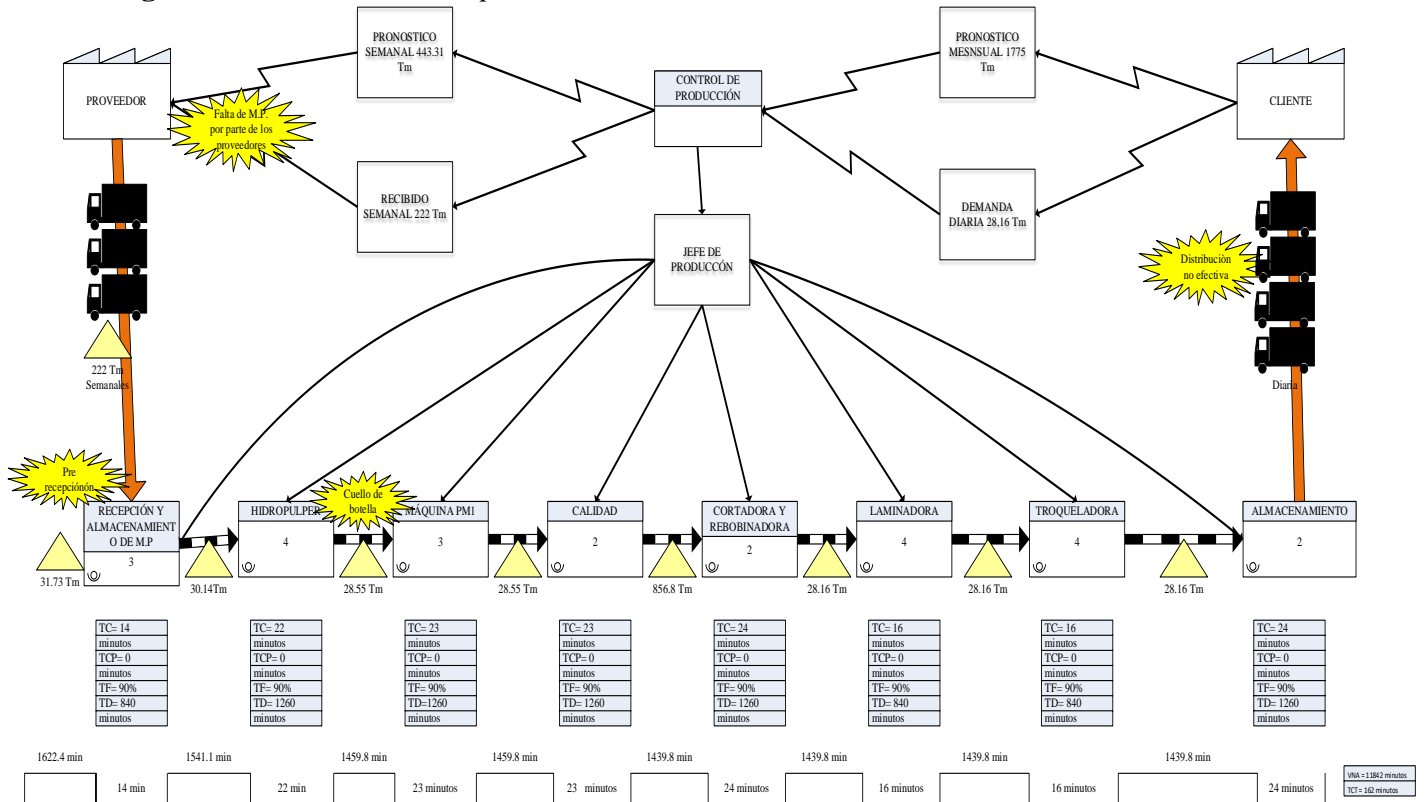 PRONOSTICO
SEMANAL 443.31
Tm
PRONOSTICO
MESNSUAL 1775
Tm
PROVEEDOR
CONTROL DE
PRODUCCIÓN
CLIENTE
Falta de M.P.
por parte de los
proveedores
RECIBIDO
SEMANAL 222 Tm
DEMANDA
DIARIA 28,16 Tm
JEFE DE
PRODUCCÓN
Distribuciòn
no efectiva
222 Tm
Semanales
Diaria
Pre
recepciónón
Cuello de
botella
RECEPCIÓN Y
ALMACENAMIENT
O DE M.P
3
HIDROPULPER
4
MÁQUINA PM1
3
CALIDAD
2
CORTADORA Y
REBOBINADORA
2
LAMINADORA
4
TROQUELADORA
4
ALMACENAMIENTO
2
31.73 Tm
30.14Tm
28.55 Tm
28.55 Tm
856.8 Tm
28.16 Tm
28.16 Tm
28.16 Tm
TC= 14
minutos
TCP= 0
minutos
TF= 90%
TD= 840
minutos
TC= 22
minutos
TCP= 0
minutos
TF= 90%
TD= 1260
minutos
TC= 23
minutos
TCP= 0
minutos
TF= 90%
TD=1260
minutos
TC= 23
minutos
TCP= 0
minutos
TF= 90%
TD= 1260
minutos
TC= 24
minutos
TCP= 0
minutos
TF= 90%
TD= 1260
minutos
TC= 16
minutos
TCP= 0
minutos
TF= 90%
TD= 840
minutos
TC= 16
minutos
TCP= 0
minutos
TF= 90%
TD= 840
minutos
TC= 24
minutos
TCP= 0
minutos
TF= 90%
TD= 1260
minutos
1622.4 min
1541.1 min
1459.8 min
1459.8 min
1439.8 min
1439.8 min
1439.8 min
1439.8 min
14 min
22 min
23 minutos
23 minutos
24 minutos
16 minutos
16 minutos
24 minutos
VNA = 11842 minutos
TCT = 162 minutos